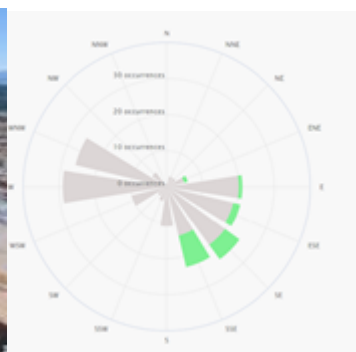 N
NNW
NNE
30 occurrences
NW
NE
20 occurrences
WNW
ENE
10 occurrences
0 occurrences
E
WSW
ESE
SW
SE
SSW
SSE
S